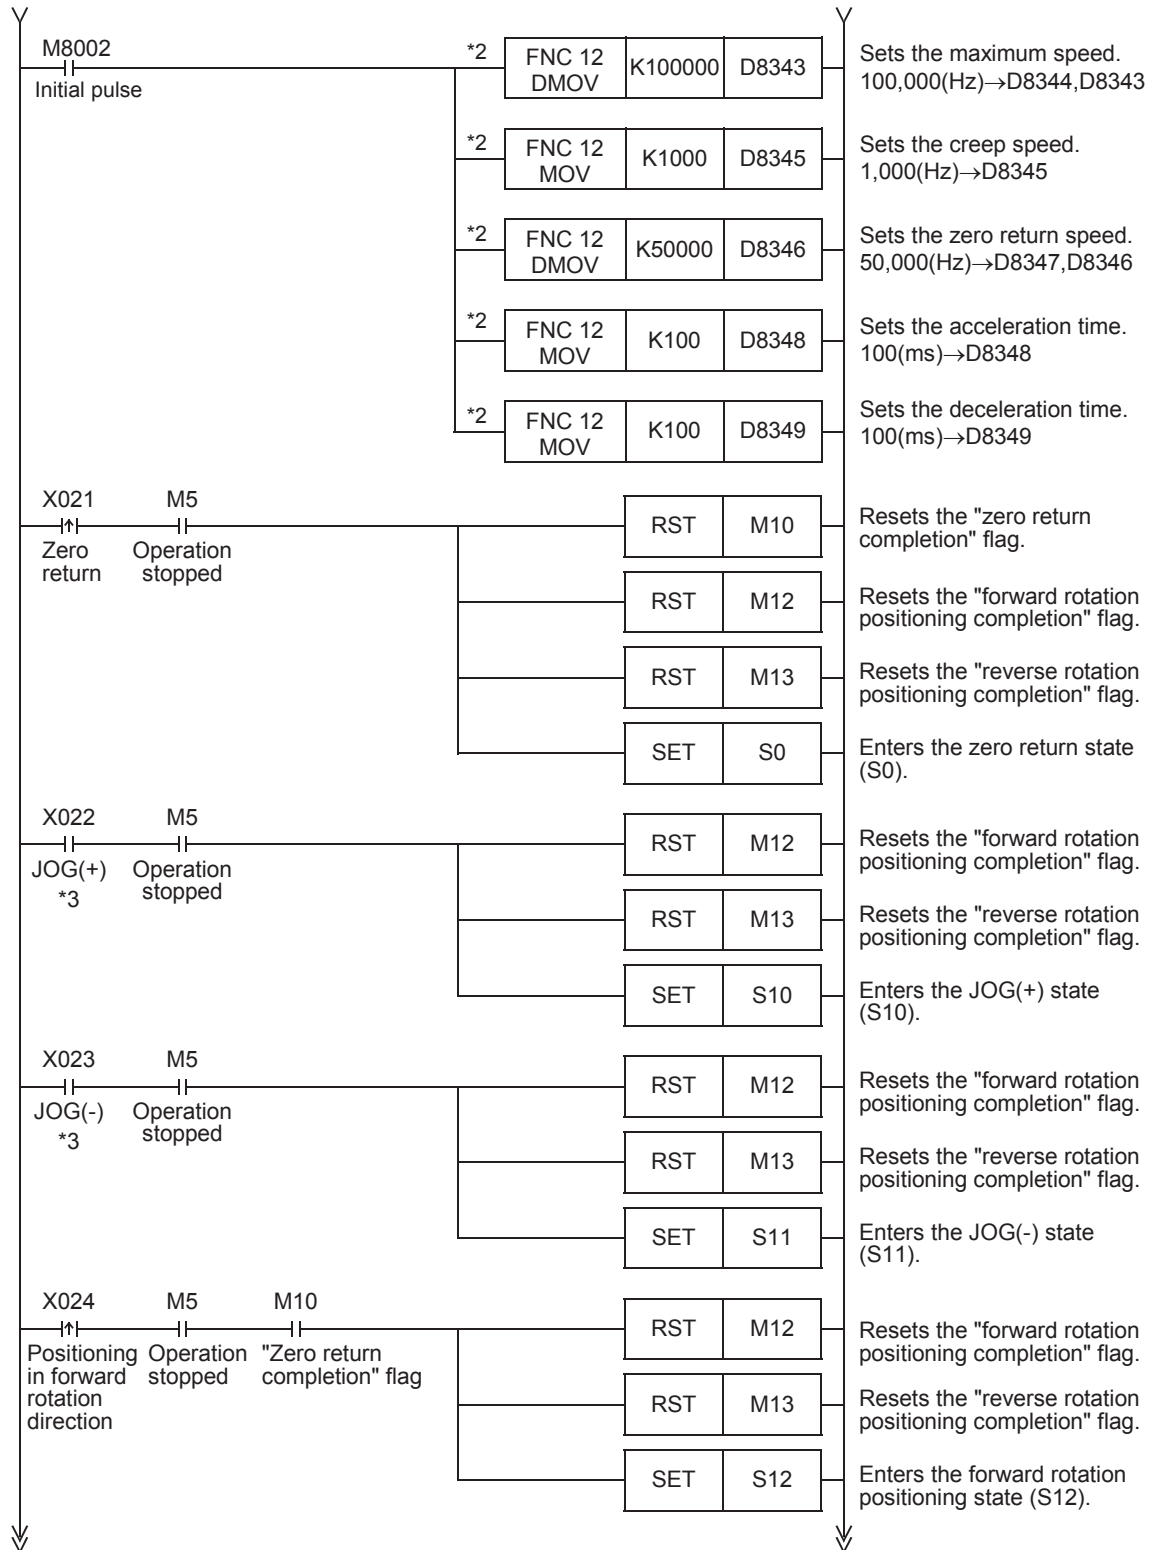 M8002
Initial pulse
*2
FNC 12
DMOV
K100000
D8343
Sets the maximum speed.
100,000(Hz)→D8344,D8343
*2
FNC 12
MOV
K1000
D8345
Sets the creep speed.
1,000(Hz)→D8345
*2
FNC 12
DMOV
K50000
D8346
Sets the zero return speed.
50,000(Hz)→D8347,D8346
*2
FNC 12
MOV
K100
D8348
Sets the acceleration time.
100(ms)→D8348
*2
FNC 12
MOV
K100
D8349
Sets the deceleration time.
100(ms)→D8349
X021
Zero
return
M5
Operation
stopped
RST
M10
Resets the "zero return
completion" flag.
RST
M12
Resets the "forward rotation
positioning completion" flag.
RST
M13
Resets the "reverse rotation
positioning completion" flag.
SET
S0
Enters the zero return state
(S0).
X022
JOG(+)
*3
M5
Operation
stopped
RST
M12
Resets the "forward rotation
positioning completion" flag.
RST
M13
Resets the "reverse rotation
positioning completion" flag.
SET
S10
Enters the JOG(+) state
(S10).
X023
JOG(-)
*3
M5
Operation
stopped
RST
M12
Resets the "forward rotation
positioning completion" flag.
RST
M13
Resets the "reverse rotation
positioning completion" flag.
SET
S11
Enters the JOG(-) state
(S11).
X024
Positioning
in forward
rotation
direction
M5
Operation
stopped
M10
"Zero return
completion" flag
RST
M12
Resets the "forward rotation
positioning completion" flag.
RST
M13
Resets the "reverse rotation
positioning completion" flag.
SET
S12
Enters the forward rotation
positioning state (S12).